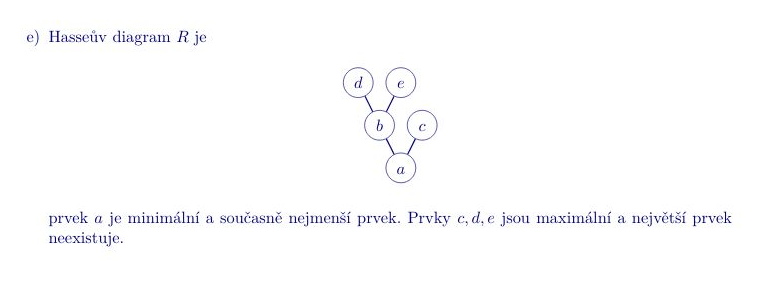 e) Hasseův diagram R je
d e
b c
a
prvek a je minimální a současně nejmenší prvek. Prvky c, d, e jsou maximální a největší prvek
neexistuje.